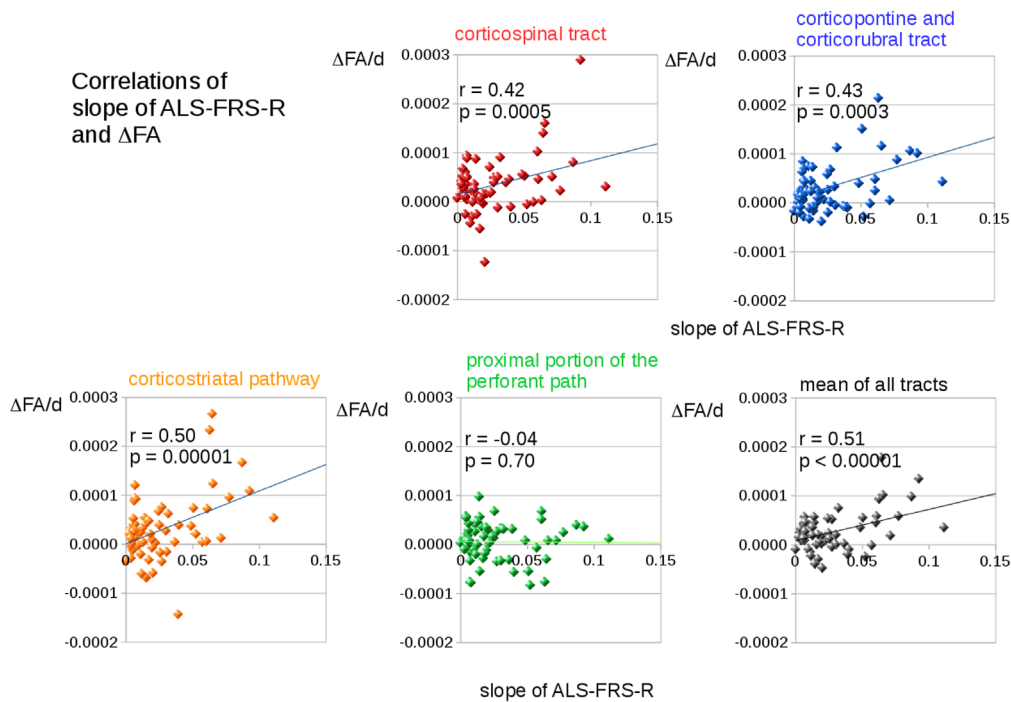 Correlations of
slope of ALS-FRS-R
and ΔFA
corticospinal tract
ΔFA/d
0.0003
0.0002
0.0001
0.0000
-0.0001
-0.0002
r = 0.42
p = 0.0005
0 0.05 0.1 0.15
corticopontine and
corticorubral tract
ΔFA/d
0.0003
0.0002
0.0001
0.0000
-0.0001
-0.0002
r = 0.43
p = 0.0003
0 0.05 0.1 0.15
slope of ALS-FRS-R
corticostriatal pathway
ΔFA/d
0.0003
0.0002
0.0001
0.0000
-0.0001
-0.0002
r = 0.50
p = 0.00001
0 0.05 0.1 0.15
proximal portion of the
perforant path
ΔFA/d
0.0003
0.0002
0.0001
0.0000
-0.0001
-0.0002
r = -0.04
p = 0.70
0 0.05 0.1 0.15
mean of all tracts
ΔFA/d
0.0003
0.0002
0.0001
0.0000
-0.0001
-0.0002
r = 0.51
p < 0.00001
0 0.05 0.1 0.15
slope of ALS-FRS-R